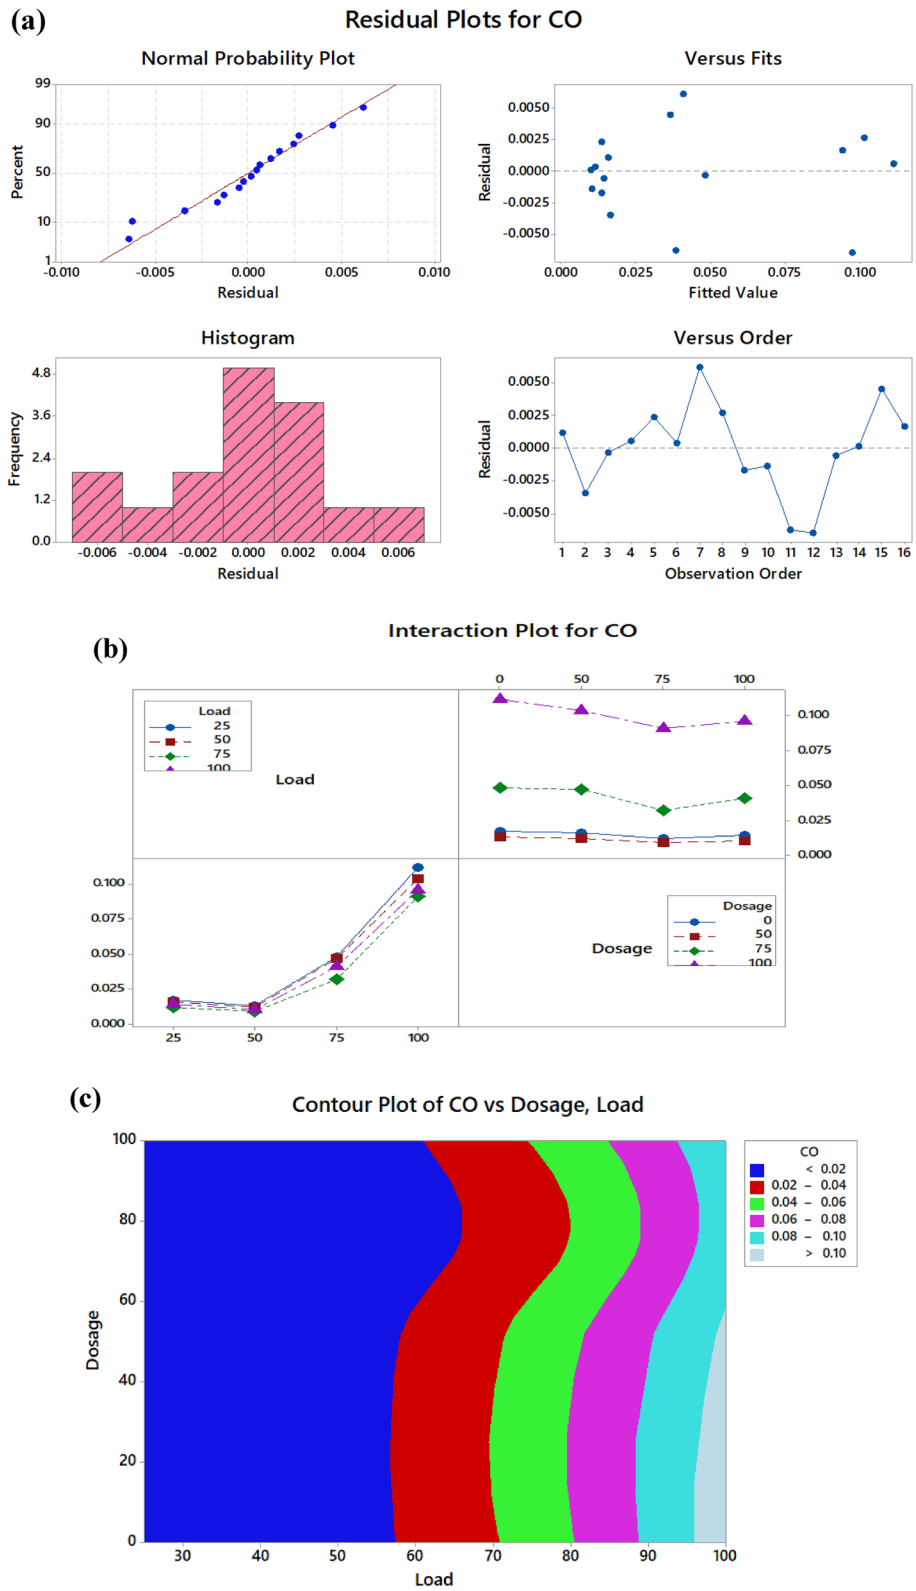 (a)
Residual Plots for CO
Normal Probability Plot
99
90
50
10
1
Percent
-0.010 -0.005 0.000 0.005 0.010
Residual
Versus Fits
0.0050
0.0025
0.0000
-0.0025
-0.0050
Residual
0.000 0.025 0.050 0.075 0.100
Fitted Value
Histogram
4.8
3.6
2.4
1.2
0.0
Frequency
-0.006 -0.004 -0.002 0.000 0.002 0.004 0.006
Residual
Versus Order
0.0050
0.0025
0.0000
-0.0025
-0.0050
Residual
1 2 3 4 5 6 7 8 9 10 11 12 13 14 15 16
Observation Order
(b)
Interaction Plot for CO
0 50 75 100
Load
25
50
75
100
Load
0.100
0.075
0.050
0.025
0.000
0.100
0.075
0.050
0.025
0.000
25 50 75 100
Dosage
Dosage
0
50
75
100
(c)
Contour Plot of CO vs Dosage, Load
100
80
60
40
20
0
Dosage
30 40 50 60 70 80 90 100
Load
CO
< 0.02
0.02 – 0.04
0.04 – 0.06
0.06 – 0.08
0.08 – 0.10
> 0.10